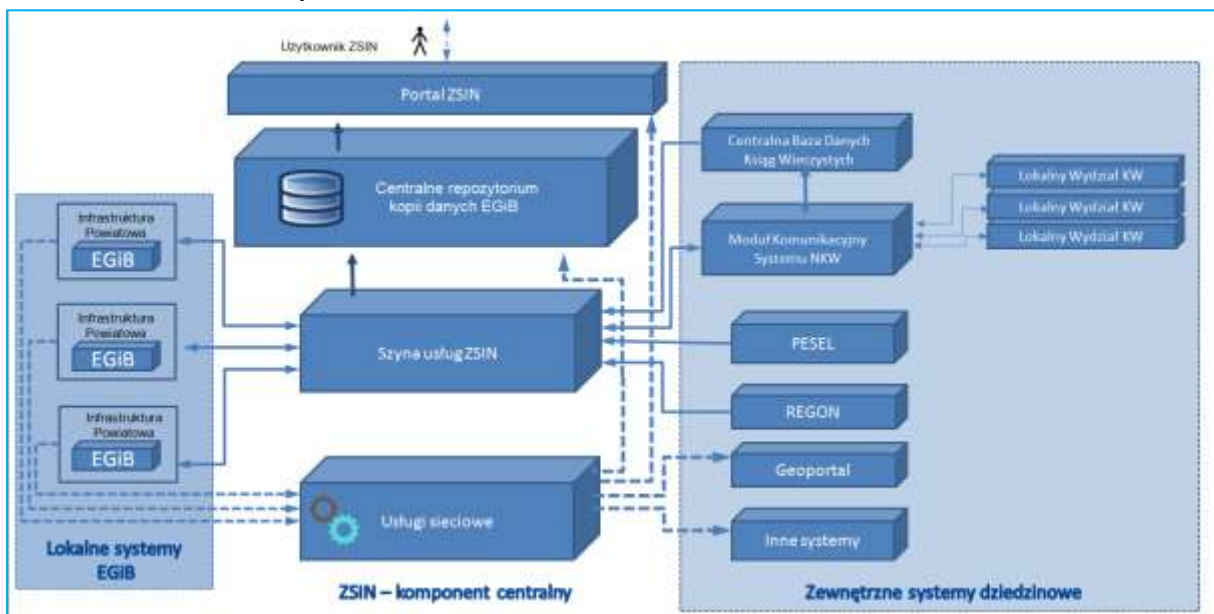 Użytkownik ZSIN
Portal ZSIN
Centralne repozytorium
kopii danych EGiB
Szyna usług ZSIN
Usługi sieciowe
ZSIN – komponent centralny
Infrastruktura
Powiatowa
EGiB
Infrastruktura
Powiatowa
EGiB
Infrastruktura
Powiatowa
EGiB
Lokalne systemy
EGiB
Centralna Baza Danych
Ksiąg Wieczystych
Moduł Komunikacyjny
Systemu NKW
Lokalny Wydział KW
Lokalny Wydział KW
Lokalny Wydział KW
PESEL
REGON
Geoportal
Inne systemy
Zewnętrzne systemy dziedzinowe